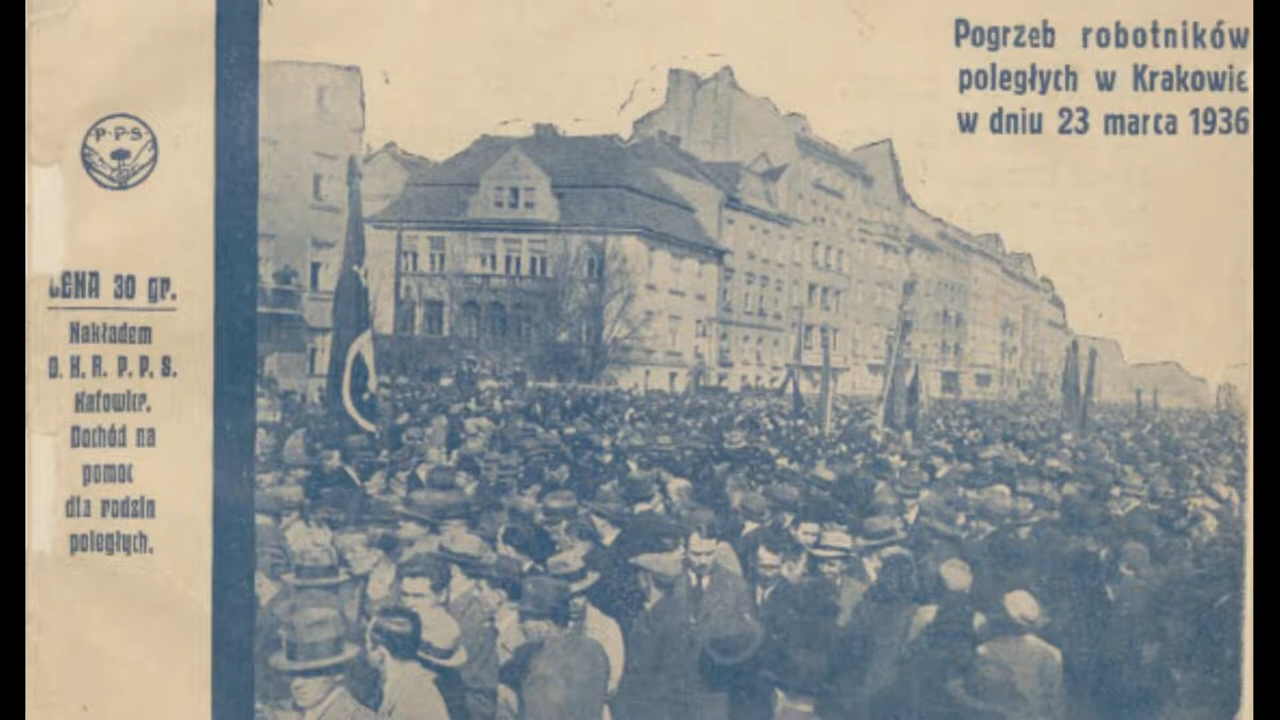 P·P·S
CENA 30 gr.
Nakładem
O. K. R. P. P. S.
Katowice.
Dochód na
pomoc
dla rodzin
poległych.
Pogrzeb robotników
poległych w Krakowie
w dniu 23 marca 1936